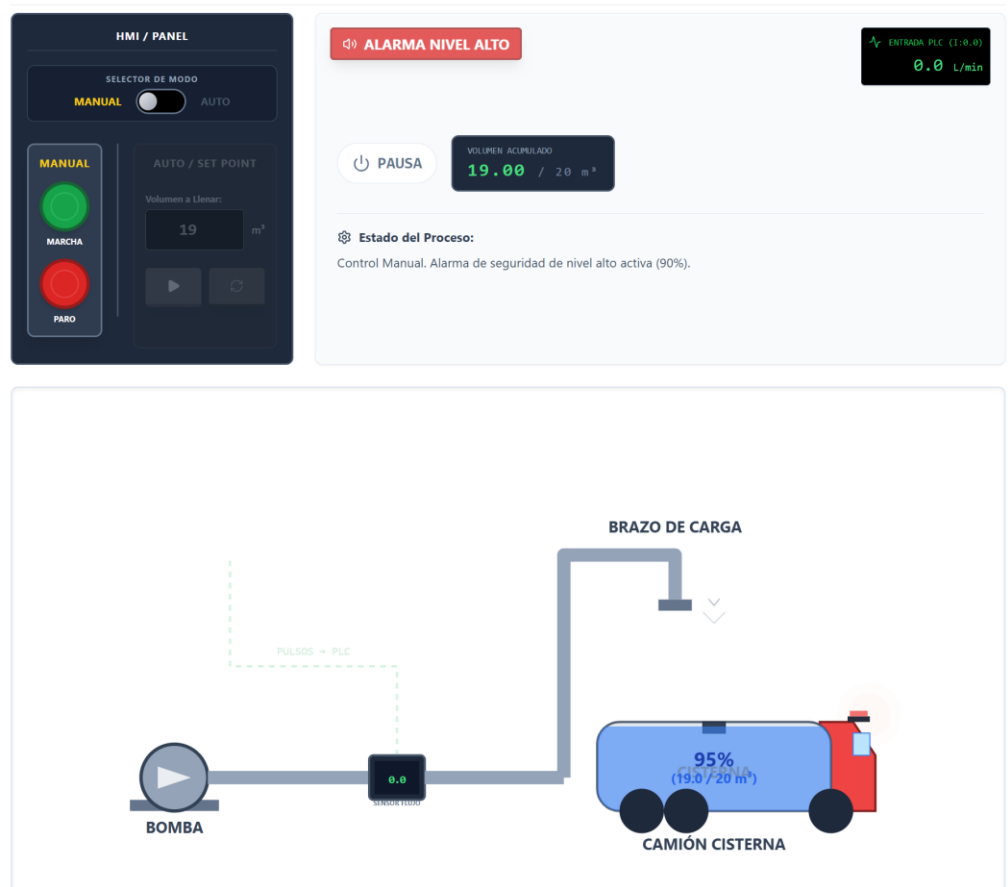 HMI / PANEL
SELECTOR DE MODO
MANUAL AUTO
MANUAL
MARCHA
PARO
AUTO / SET POINT
Volumen a Llenar:
19 m³
ALARMA NIVEL ALTO
ENTRADA PLC (I:0.0)
0.0 L/min
PAUSA
VOLUMEN ACUMULADO
19.00 / 20 m³
Estado del Proceso:
Control Manual. Alarma de seguridad de nivel alto activa (90%).
BRAZO DE CARGA
PULSOS → PLC
0.0
SENSOR FLUJO
BOMBA
95%
CISTERNA
(19.0 / 20 m³)
CAMIÓN CISTERNA